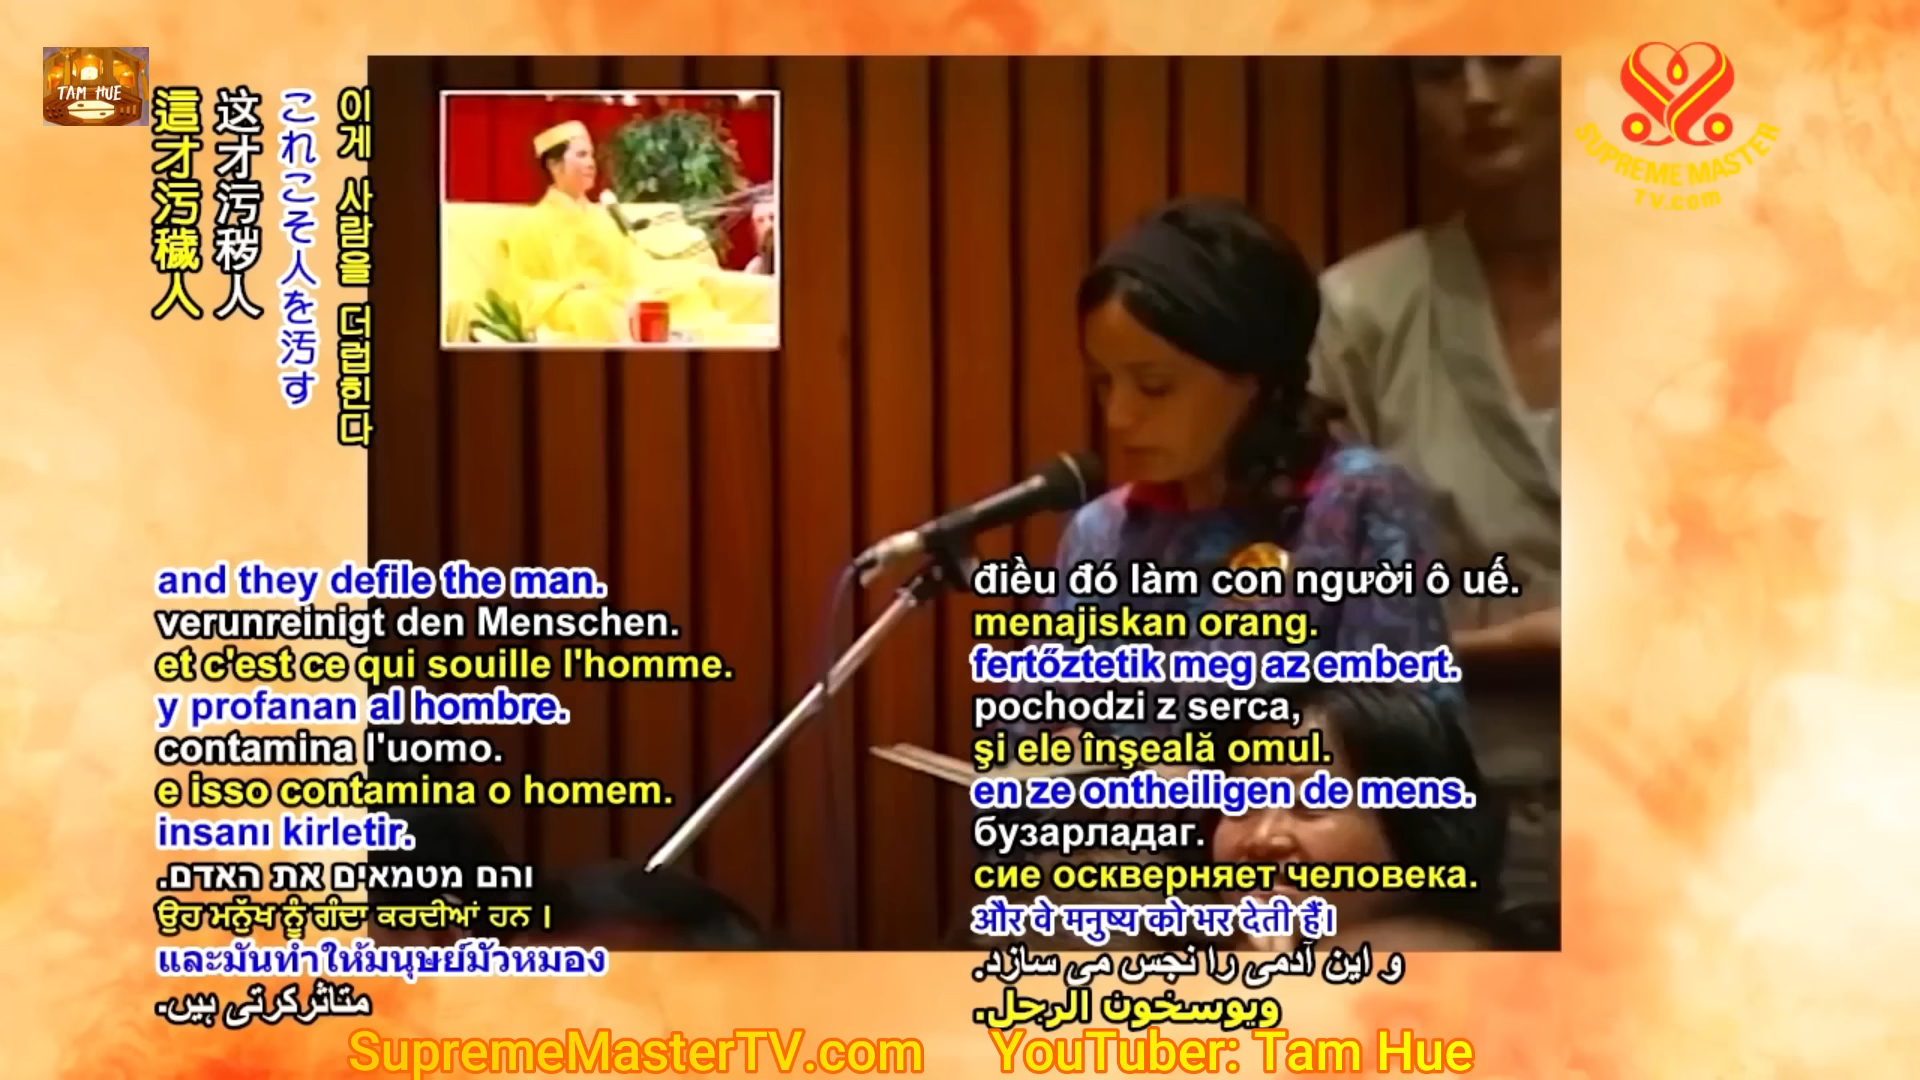 TAM HUE
這才污穢人
这才污秽人
これこそ人を汚す
이게 사람을 더럽힌다
SUPREME MASTER
TV.com
and they defile the man.
verunreinigt den Menschen.
et c'est ce qui souille l'homme.
y profanan al hombre.
contamina l'uomo.
e isso contamina o homem.
insanı kirletir.
והם מטמאים את האדם.
ਉਹ ਮਨੁੱਖ ਨੂੰ ਗੰਦਾ ਕਰਦੀਆਂ ਹਨ ।
และมันทำให้มนุษย์มัวหมอง
متاثرکرتی ہیں.
điều đó làm con người ô uế.
menajiskan orang.
fertőztetik meg az embert.
pochodzi z serca,
şi ele înşeală omul.
en ze ontheiligen de mens.
бузарладаг.
сие оскверняет человека.
और वे मनुष्य को भर देती हैं।
و این آدمی را نجس می سازد.
ويوسخون الرجل.
SupremeMasterTV.com YouTuber: Tam Hue